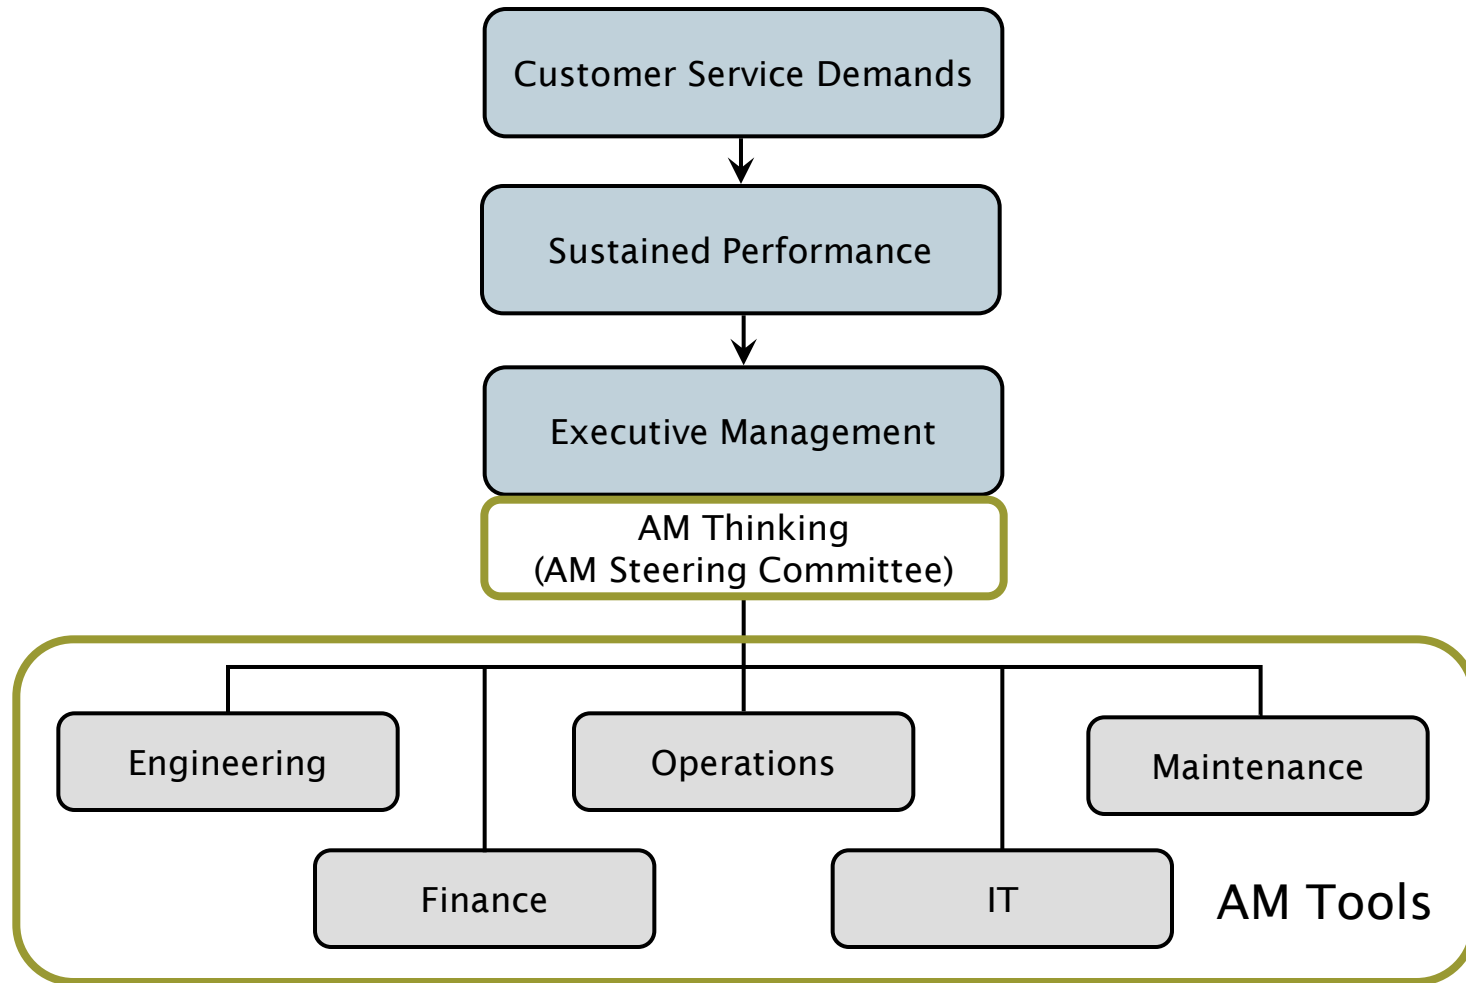 Customer Service Demands
Sustained Performance
Executive Management
AM Thinking
(AM Steering Committee)
Engineering
Operations
Maintenance
Finance
IT
AM Tools